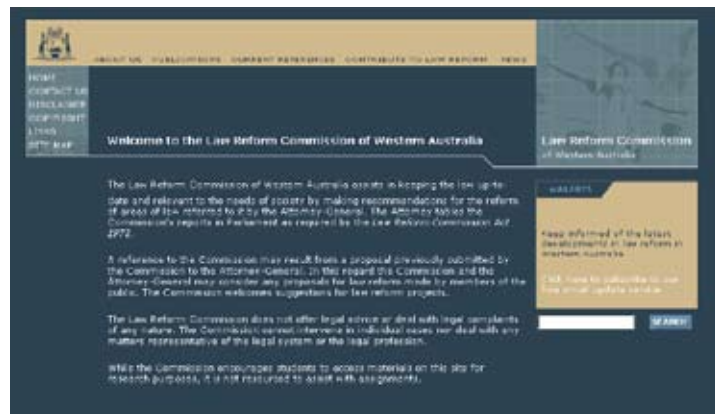 ABOUT US PUBLICATIONS CURRENT REFERENCES CONTRIBUTE TO LAW REFORM NEWS
HOME
CONTACT US
DISCLAIMER
COPYRIGHT
LINKS
SITE MAP
Welcome to the Law Reform Commission of Western Australia
Law Reform Commission
of Western Australia
The Law Reform Commission of Western Australia assists in keeping the law up-to-
date and relevant to the needs of society by making recommendations for the reform
of areas of law referred to it by the Attorney-General. The Attorney tables the
Commission's reports in Parliament as required by the Law Reform Commission Act
1972.
A reference to the Commission may result from a proposal previously submitted by
the Commission to the Attorney-General. In this regard the Commission and the
Attorney-General may consider any proposals for law reform made by members of the
public. The Commission welcomes suggestions for law reform projects.
The Law Reform Commission does not offer legal advice or deal with legal complaints
of any nature. The Commission cannot intervene in individual cases nor deal with any
matters representative of the legal system or the legal profession.
While the Commission encourages students to access materials on this site for
research purposes, it is not resourced to assist with assignments.
Keep informed of the latest
developments in law reform in
Western Australia.
Click here to subscribe to our
free email update service
SEARCH